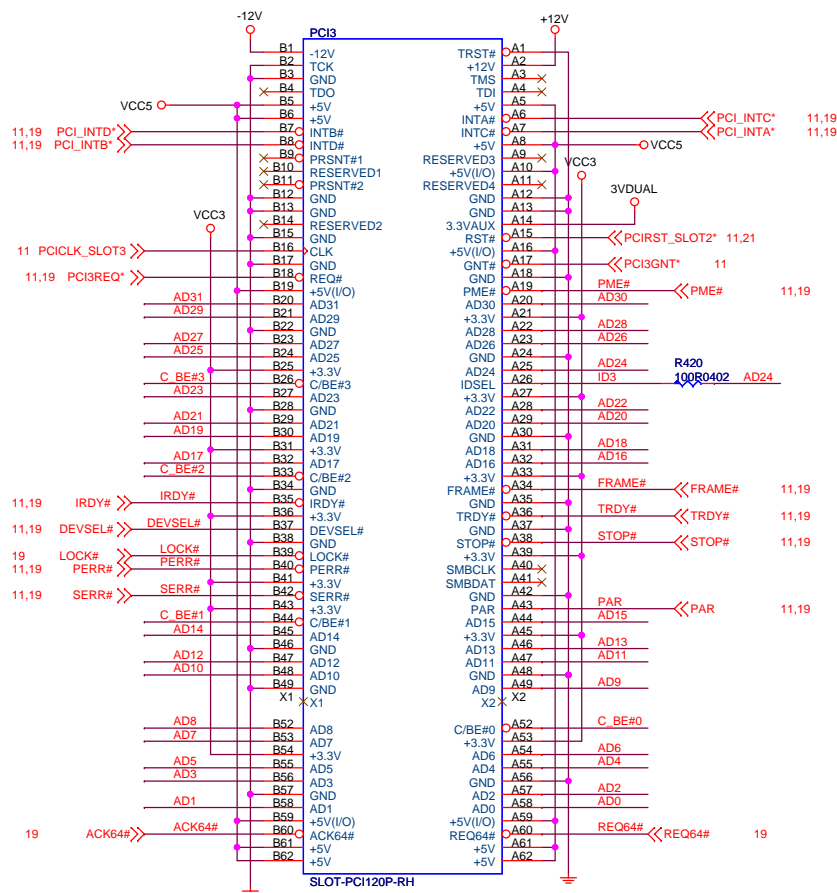 -12V +12V
PCI3
B1 -12V TRST# A1
B2 TCK +12V A2
B3 GND TMS A3
B4 TDO TDI A4
VCC5 B5 +5V +5V A5
B6 +5V INTA# A6 PCI_INTC* 11,19
11,19 PCI_INTD* B7 INTB# INTC# A7 PCI_INTA* 11,19
11,19 PCI_INTB* B8 INTD# +5V A8 VCC5
B9 PRSNT#1 RESERVED3 A9
VCC3
B10 RESERVED1 +5V(I/O) A10
B11 PRSNT#2 RESERVED4 A11
3VDUAL
B12 GND GND A12
B13 GND GND A13
B14 RESERVED2 3.3VAUX A14
VCC3
B15 GND RST# A15 PCIRST_SLOT2* 11,21
11 PCICLK_SLOT3 B16 CLK +5V(I/O) A16
B17 GND GNT# A17 PCI3GNT* 11
11,19 PCI3REQ* B18 REQ# GND A18
B19 +5V(I/O) PME# A19 PME# PME# 11,19
AD31 B20 AD31 AD30 A20 AD30
AD29 B21 AD29 +3.3V A21
B22 GND AD28 A22 AD28
AD27 B23 AD27 AD26 A23 AD26
AD25 B24 AD25 GND A24
B25 +3.3V AD24 A25 AD24
R420
C_BE#3 B26 C/BE#3 IDSEL A26 ID3 100R0402 AD24
AD23 B27 AD23 +3.3V A27
B28 GND AD22 A28 AD22
AD21 B29 AD21 AD20 A29 AD20
AD19 B30 AD19 GND A30
B31 +3.3V AD18 A31 AD18
AD17 B32 AD17 AD16 A32 AD16
C_BE#2 B33 C/BE#2 +3.3V A33
B34 GND FRAME# A34 FRAME# FRAME# 11,19
11,19 IRDY# IRDY# B35 IRDY# GND A35
B36 +3.3V TRDY# A36 TRDY# TRDY# 11,19
11,19 DEVSEL# DEVSEL# B37 DEVSEL# GND A37
B38 GND STOP# A38 STOP# STOP# 11,19
19 LOCK# LOCK# B39 LOCK# +3.3V A39
11,19 PERR# PERR# B40 PERR# SMBCLK A40
B41 +3.3V SMBDAT A41
11,19 SERR# SERR# B42 SERR# GND A42
B43 +3.3V PAR A43 PAR PAR 11,19
C_BE#1 B44 C/BE#1 AD15 A44 AD15
AD14 B45 AD14 +3.3V A45
B46 GND AD13 A46 AD13
AD12 B47 AD12 AD11 A47 AD11
AD10 B48 AD10 GND A48
B49 GND AD9 A49 AD9
X1 X1 X2 X2
AD8 B52 AD8 C/BE#0 A52 C_BE#0
AD7 B53 AD7 +3.3V A53
B54 +3.3V AD6 A54 AD6
AD5 B55 AD5 AD4 A55 AD4
AD3 B56 AD3 GND A56
B57 GND AD2 A57 AD2
AD1 B58 AD1 AD0 A58 AD0
B59 +5V(I/O) +5V(I/O) A59
19 ACK64# ACK64# B60 ACK64# REQ64# A60 REQ64# REQ64# 19
B61 +5V +5V A61
B62 +5V +5V A62
SLOT-PCI120P-RH